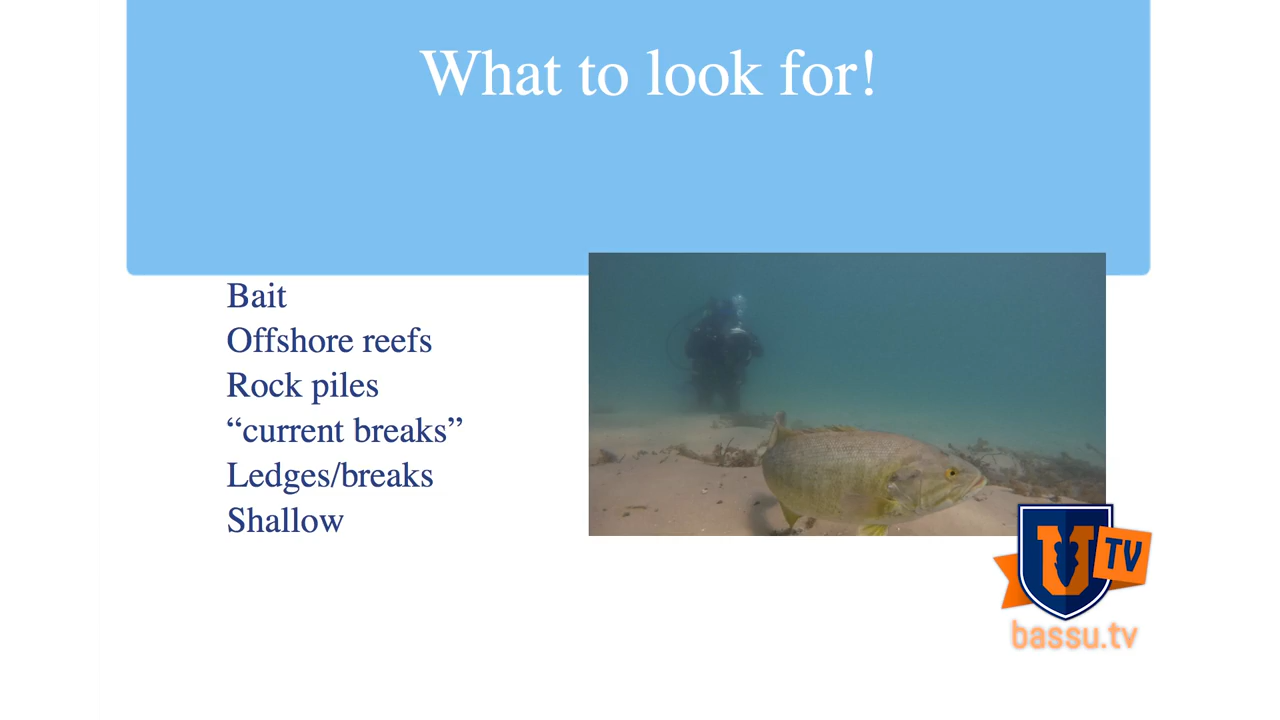 What to look for!
Bait
Offshore reefs
Rock piles
“current breaks”
Ledges/breaks
Shallow
U TV
bassu.tv